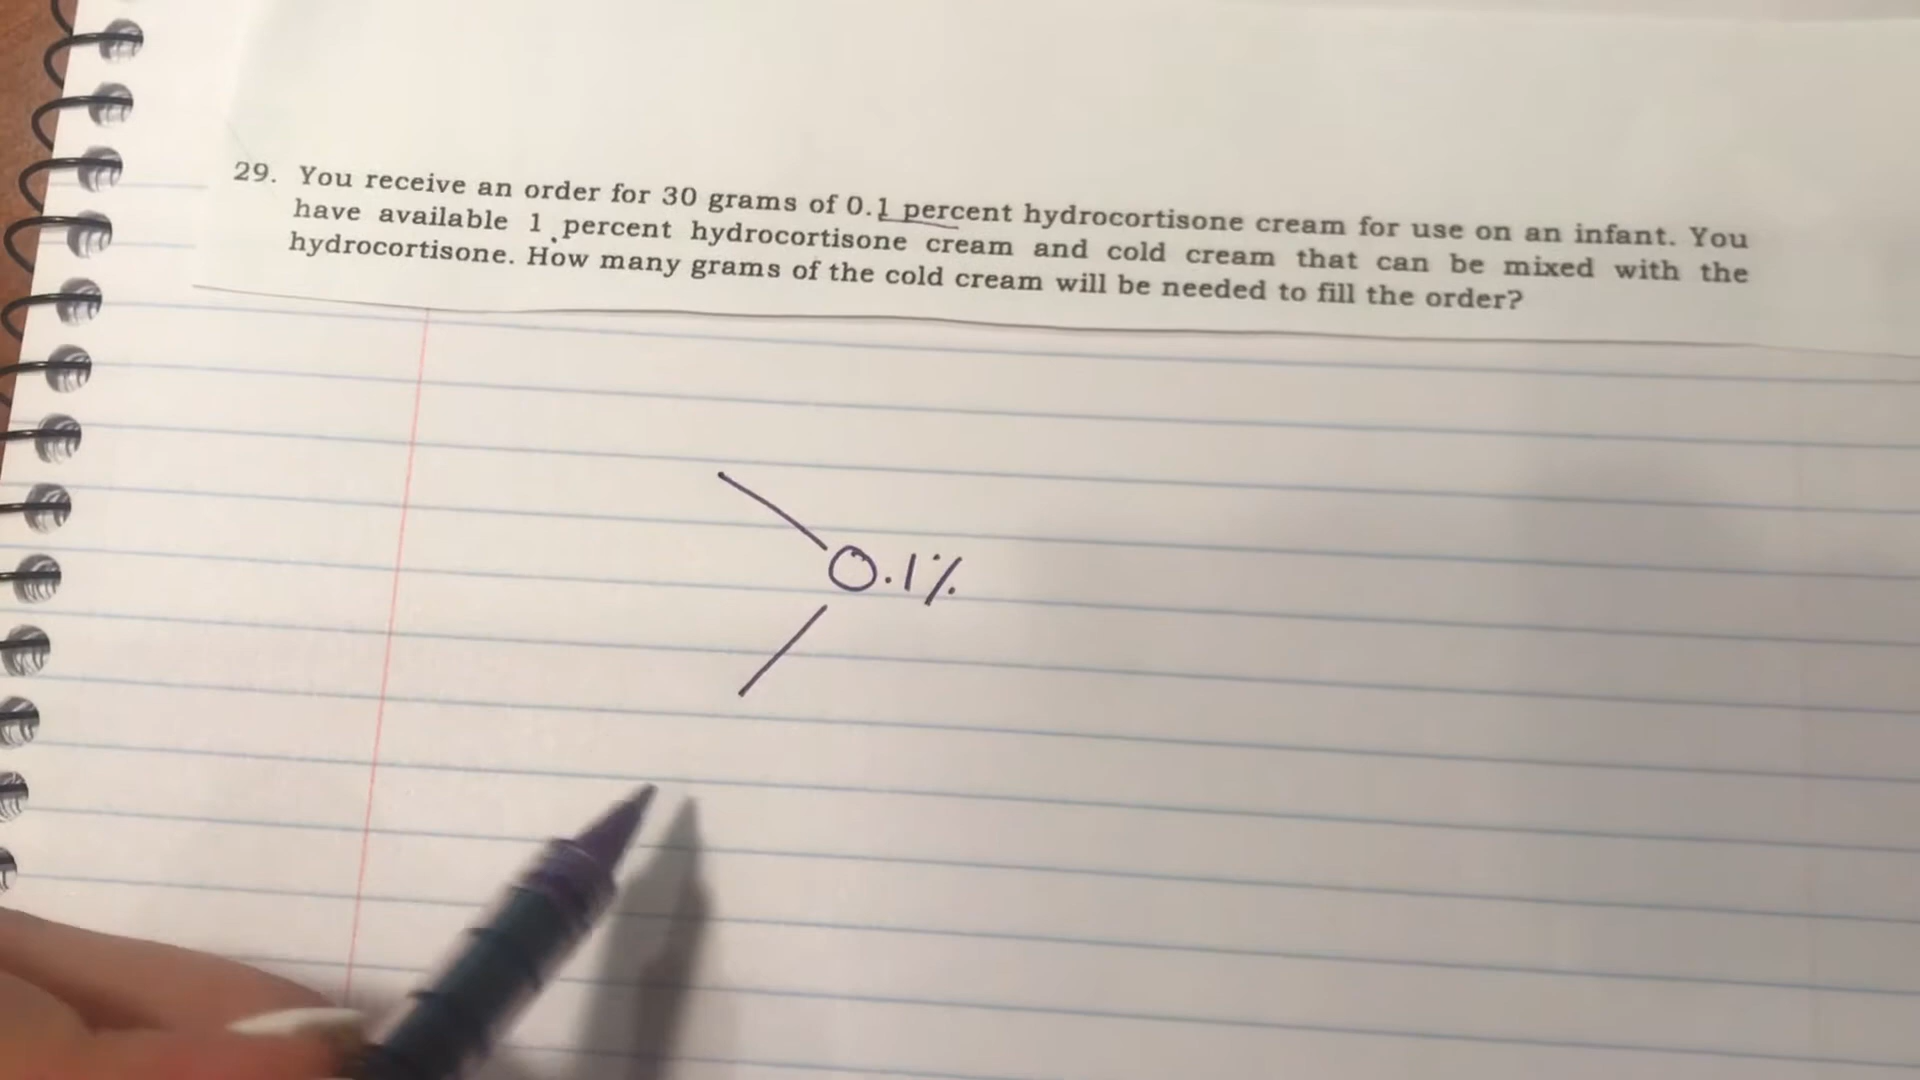 29. You receive an order for 30 grams of 0.1 percent hydrocortisone cream for use on an infant. You
have available 1 percent hydrocortisone cream and cold cream that can be mixed with the
hydrocortisone. How many grams of the cold cream will be needed to fill the order?
0.1%